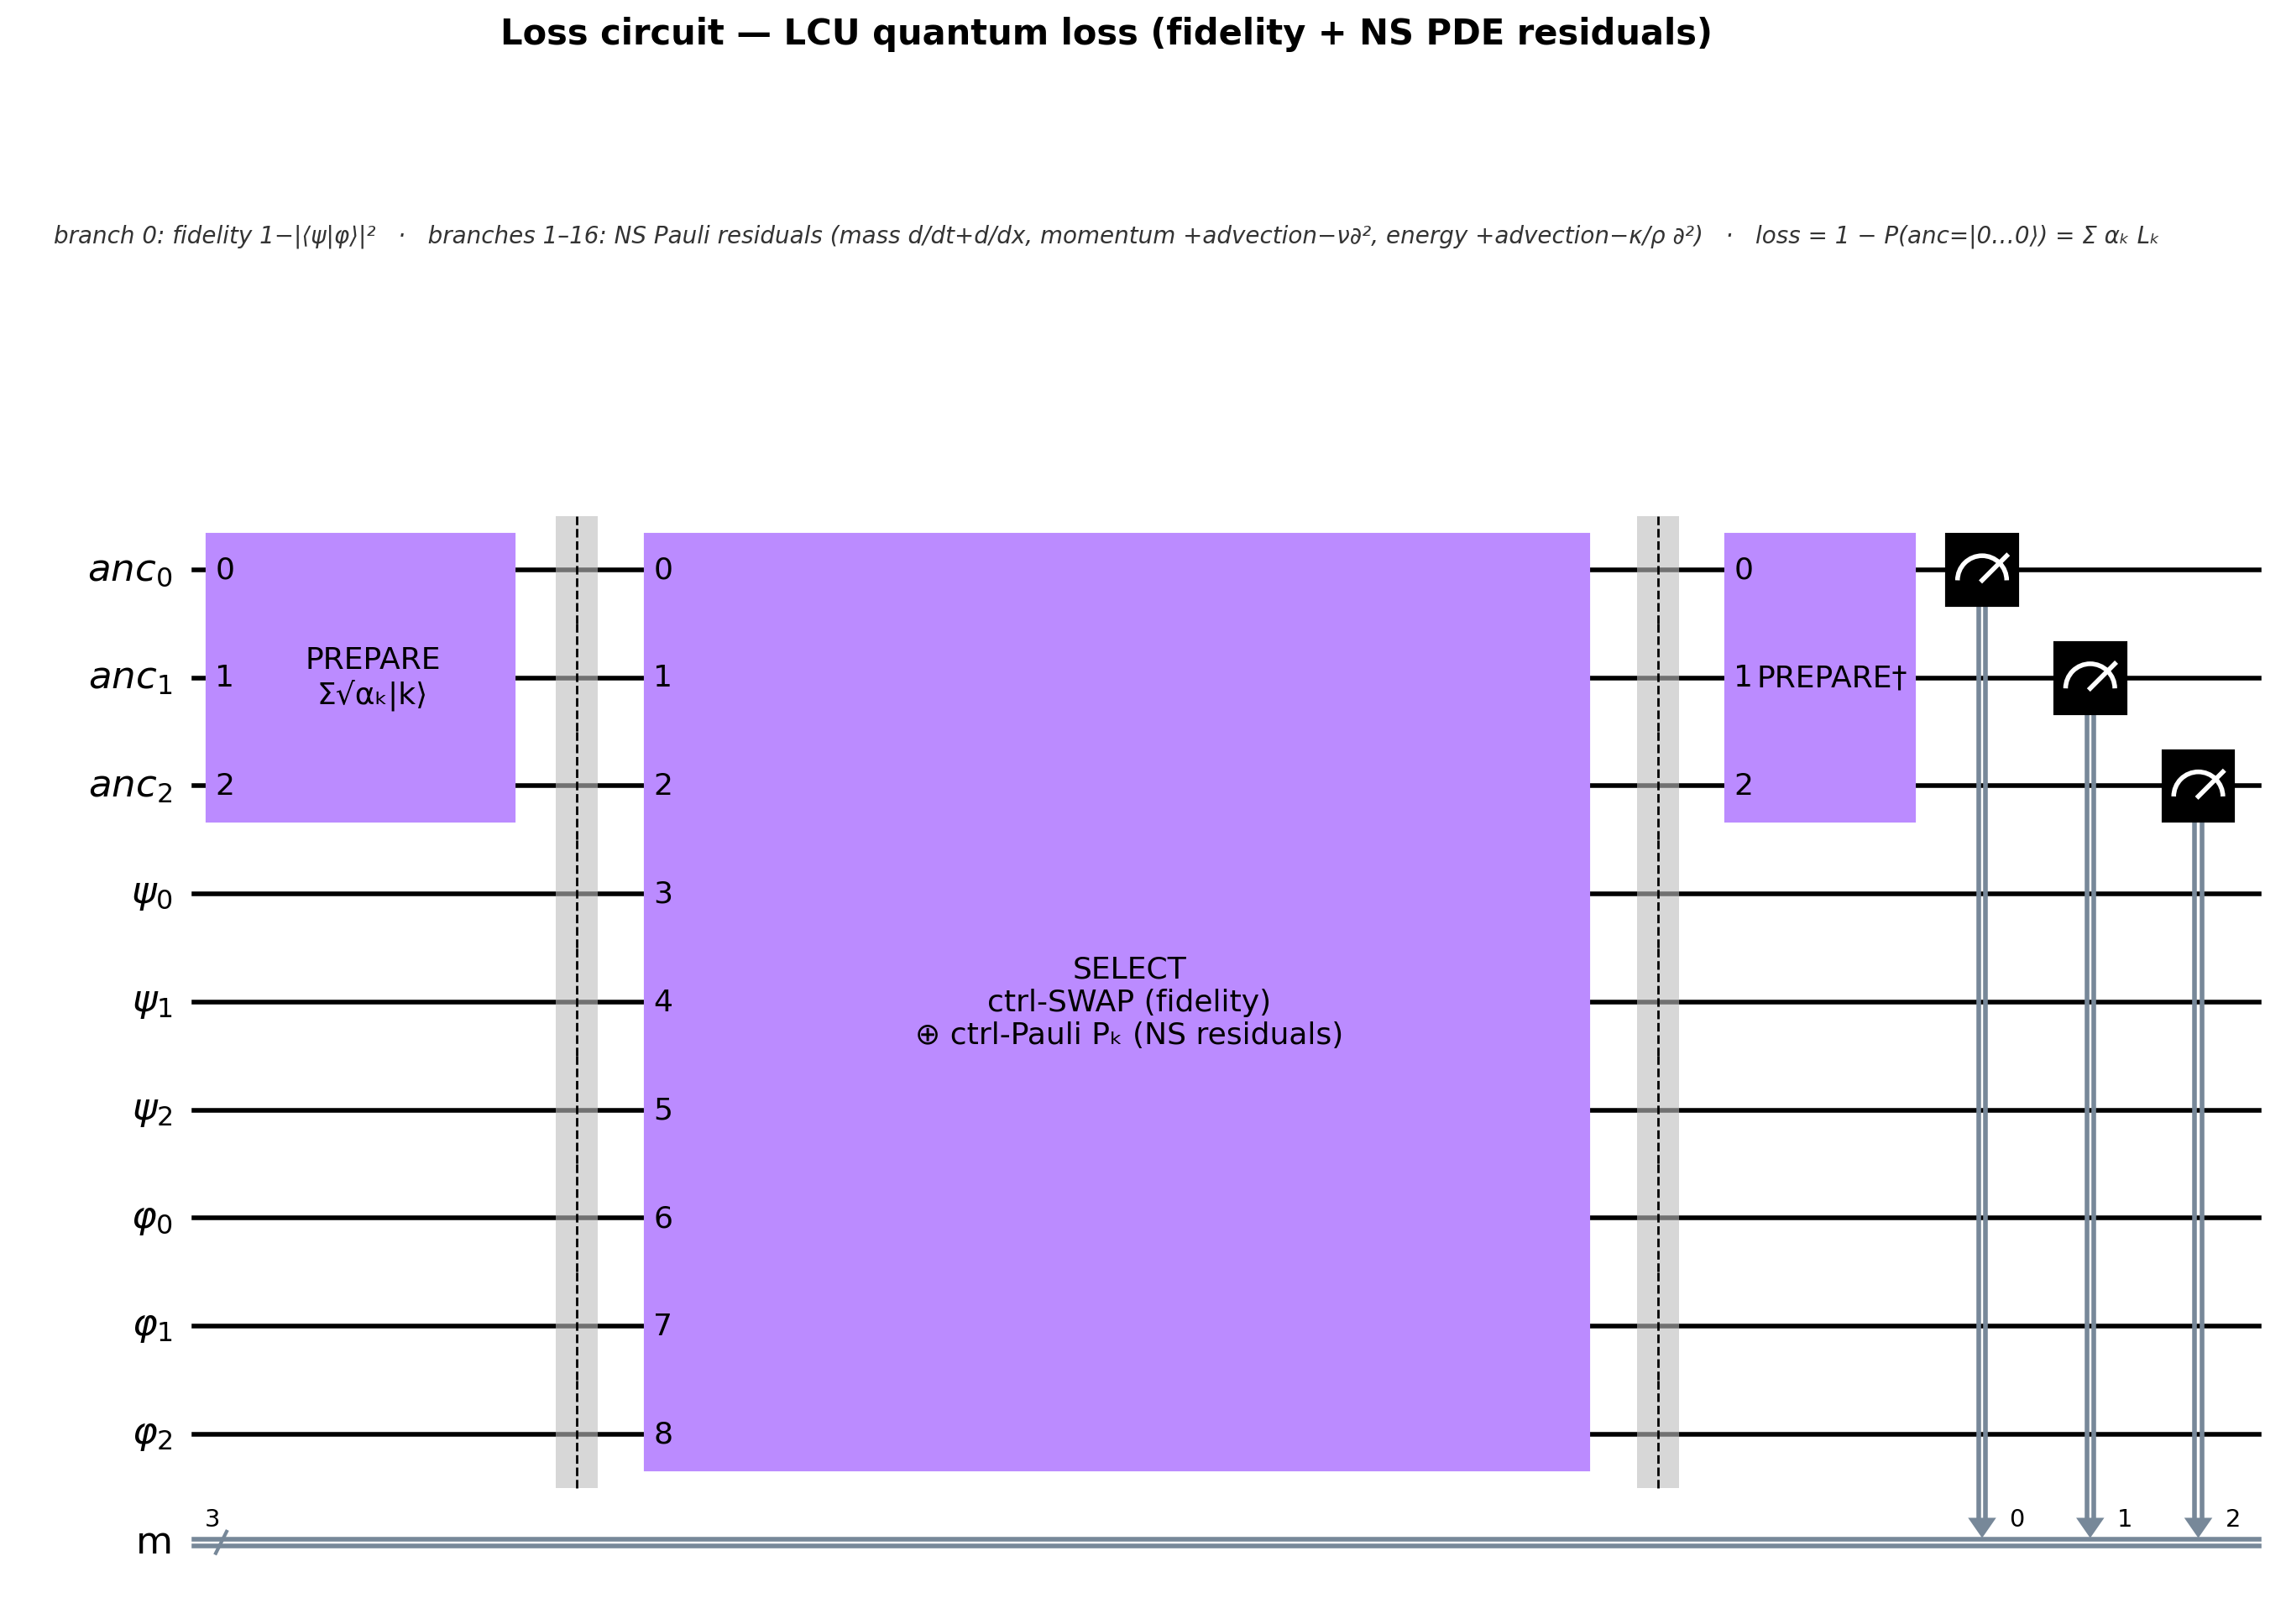 Loss circuit — LCU quantum loss (fidelity + NS PDE residuals)
branch 0: fidelity 1−|⟨ψ|φ⟩|² · branches 1–16: NS Pauli residuals (mass d/dt+d/dx, momentum +advection−ν∂², energy +advection−κ/ρ ∂²) · loss = 1 − P(anc=|0…0⟩) = Σ αₖ Lₖ
anc₀ 0 0 0
PREPARE
Σ√αₖ|k⟩
anc₁ 1 1 1 PREPARE†
anc₂ 2 2 2
ψ₀ 3
SELECT
ctrl-SWAP (fidelity)
⊕ ctrl-Pauli Pₖ (NS residuals)
ψ₁ 4
ψ₂ 5
φ₀ 6
φ₁ 7
φ₂ 8
3 0 1 2
m